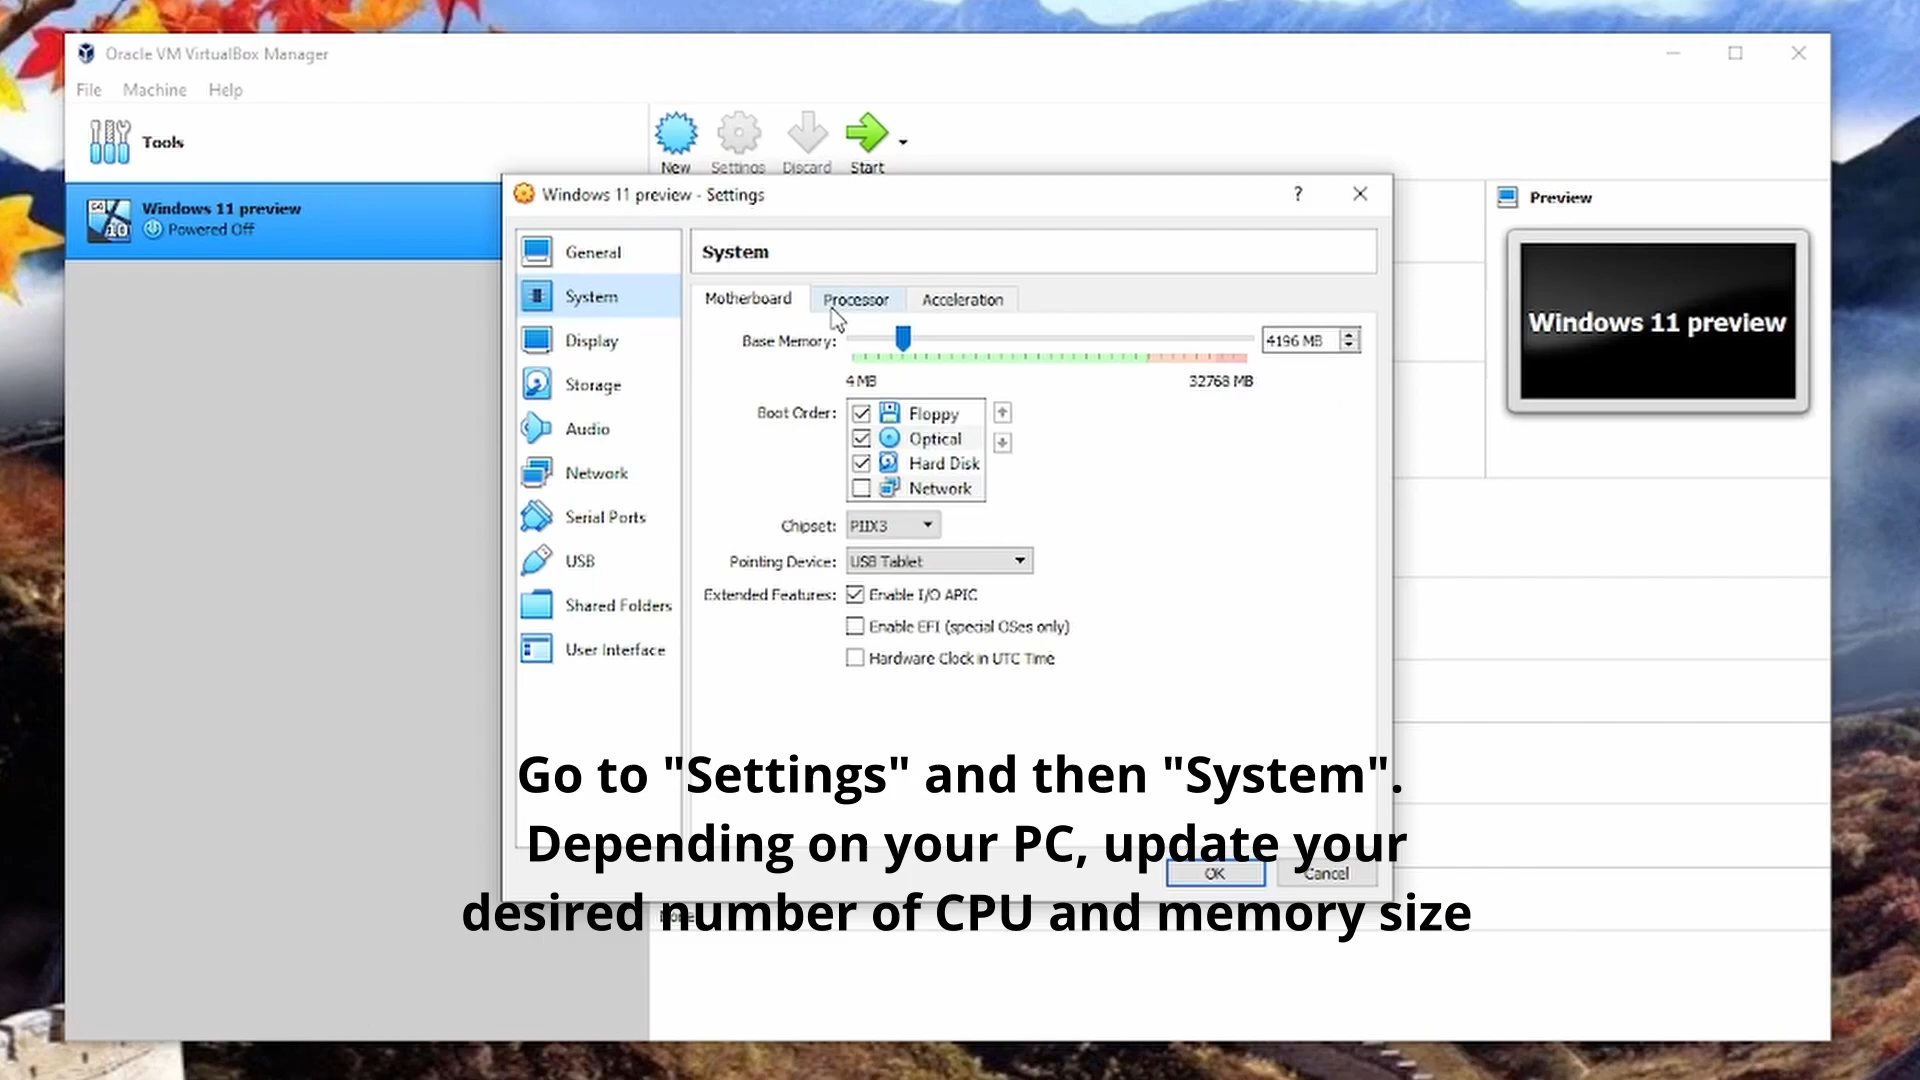 Oracle VM VirtualBox Manager
File Machine Help
Tools
New Settings Discard Start
Windows 11 preview
Powered Off
64
10
Windows 11 preview - Settings
?
General
System
Display
Storage
Audio
Network
Serial Ports
USB
Shared Folders
User Interface
System
Motherboard Processor Acceleration
Base Memory: 4196 MB
4 MB 32768 MB
Boot Order: Floppy
Optical
Hard Disk
Network
Chipset: PIIX3
Pointing Device: USB Tablet
Extended Features: Enable I/O APIC
Enable EFI (special OSes only)
Hardware Clock in UTC Time
OK Cancel
Preview
Windows 11 preview
None
Go to "Settings" and then "System".
Depending on your PC, update your
desired number of CPU and memory size